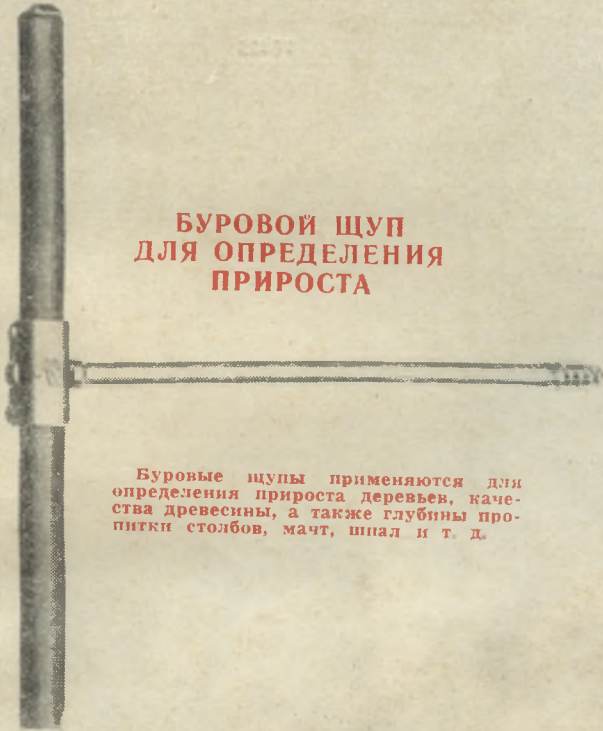 БУРОВОЙ ЩУП
ДЛЯ ОПРЕДЕЛЕНИЯ
ПРИРОСТА
Буровые щупы применяются для
определения прироста деревьев, каче-
ства древесины, а также глубины про-
питки столбов, мачт, шпал и т. д.